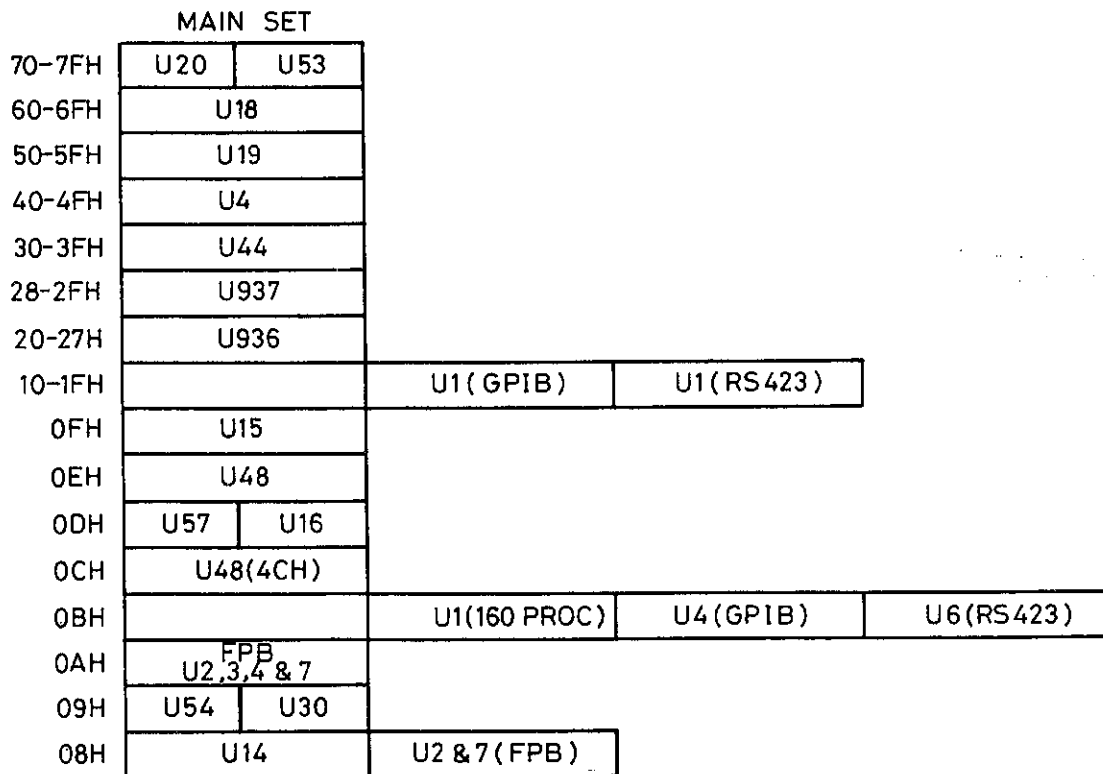 MAIN SET
70-7FH U20 U53
60-6FH U18
50-5FH U19
40-4FH U4
30-3FH U44
28-2FH U937
20-27H U936
10-1FH U1(GPIB) U1(RS423)
0FH U15
0EH U48
0DH U57 U16
0CH U48(4CH)
0BH U1(160 PROC) U4(GPIB) U6(RS423)
0AH FPB
U2,3,4 & 7
09H U54 U30
08H U14 U2 & 7(FPB)